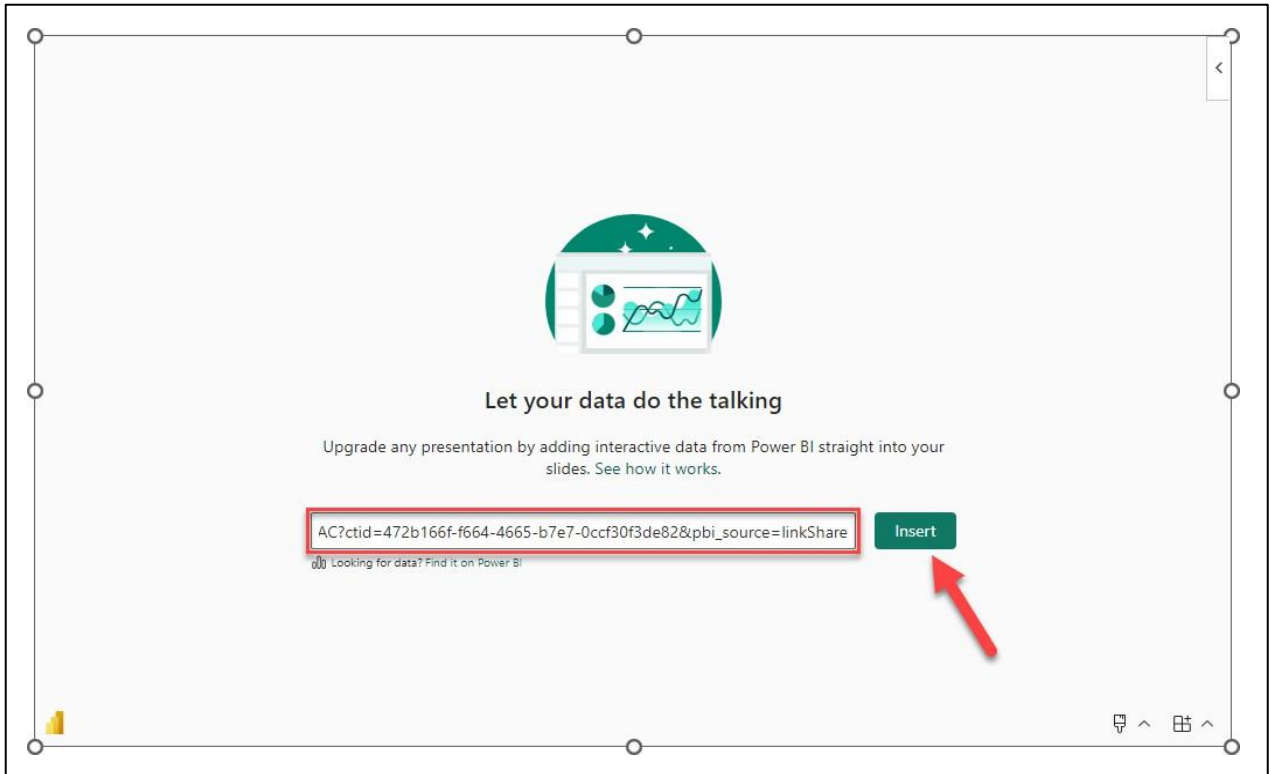 Let your data do the talking
Upgrade any presentation by adding interactive data from Power BI straight into your
slides. See how it works.
AC?ctid=472b166f-f664-4665-b7e7-0ccf30f3de82&pbi_source=linkShare
Insert
Looking for data? Find it on Power BI